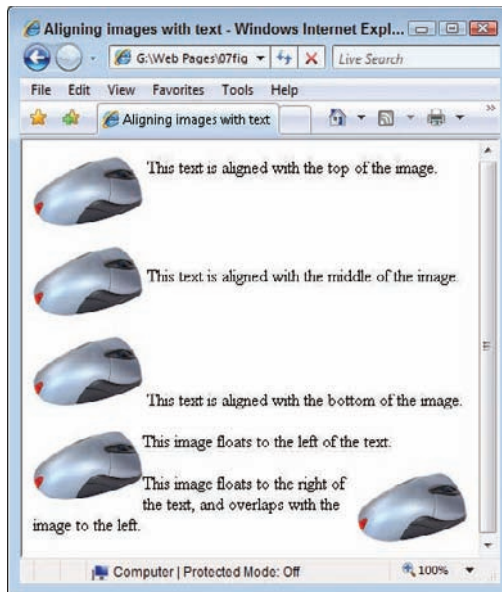 Aligning images with text - Windows Internet Expl...
G:\Web Pages\07fig
Live Search
File Edit View Favorites Tools Help
Aligning images with text
This text is aligned with the top of the image.
This text is aligned with the middle of the image.
This text is aligned with the bottom of the image.
This image floats to the left of the text.
This image floats to the right of
the text, and overlaps with the
image to the left.
Computer | Protected Mode: Off
100%